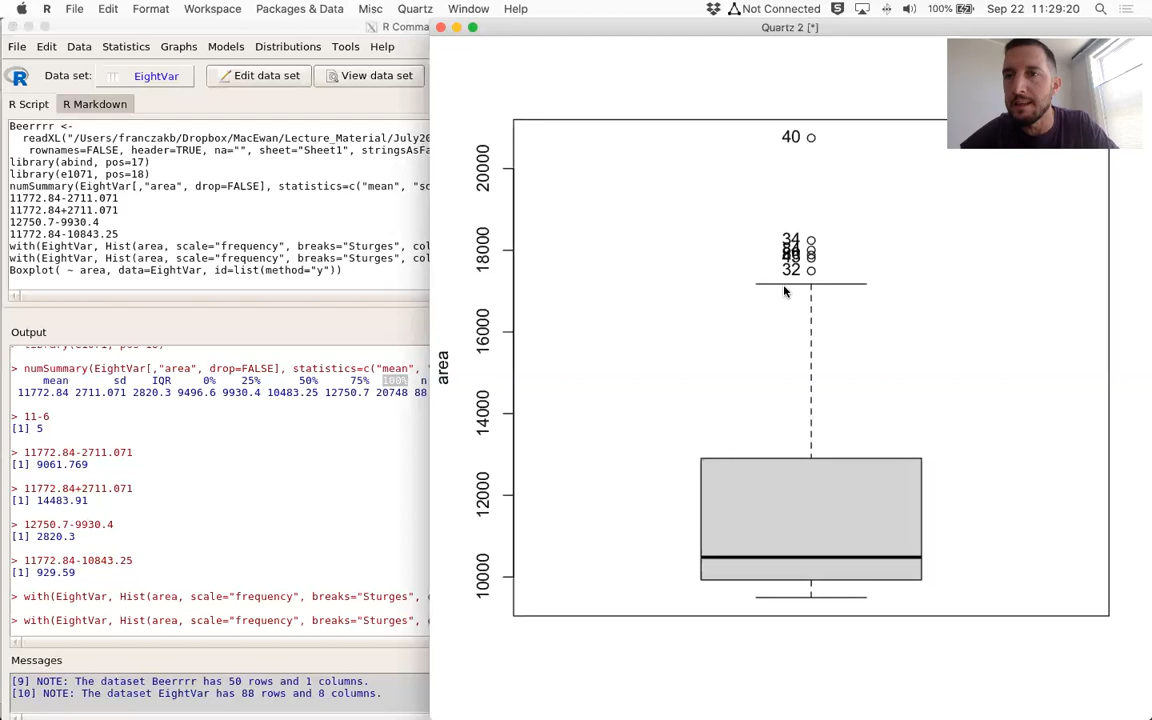 R File Edit Format Workspace Packages & Data Misc Quartz Window Help Not Connected 100% Sep 22 11:29:20
R Comma
Quartz 2 [*]
File Edit Data Statistics Graphs Models Distributions Tools Help
R Data set: EightVar Edit data set View data set
R Script R Markdown
Beerrrr <-
readXL("/Users/franczakb/Dropbox/MacEwan/Lecture_Material/July20
rownames=FALSE, header=TRUE, na="", sheet="Sheet1", stringsAsFa
library(abind, pos=17)
library(e1071, pos=18)
numSummary(EightVar[,"area", drop=FALSE], statistics=c("mean", "sd
11772.84-2711.071
11772.84+2711.071
12750.7-9930.4
11772.84-10843.25
with(EightVar, Hist(area, scale="frequency", breaks="Sturges", col
with(EightVar, Hist(area, scale="frequency", breaks="Sturges", col
Boxplot( ~ area, data=EightVar, id=list(method="y"))
Output
> numSummary(EightVar[,"area", drop=FALSE], statistics=c("mean", "
mean sd IQR 0% 25% 50% 75% 100% n
11772.84 2711.071 2820.3 9496.6 9930.4 10483.25 12750.7 20748 88
> 11-6
[1] 5
> 11772.84-2711.071
[1] 9061.769
> 11772.84+2711.071
[1] 14483.91
> 12750.7-9930.4
[1] 2820.3
> 11772.84-10843.25
[1] 929.59
> with(EightVar, Hist(area, scale="frequency", breaks="Sturges",
> with(EightVar, Hist(area, scale="frequency", breaks="Sturges",
Messages
[9] NOTE: The dataset Beerrrr has 50 rows and 1 columns.
[10] NOTE: The dataset EightVar has 88 rows and 8 columns.
area
20000
18000
16000
14000
12000
10000
40
34
32